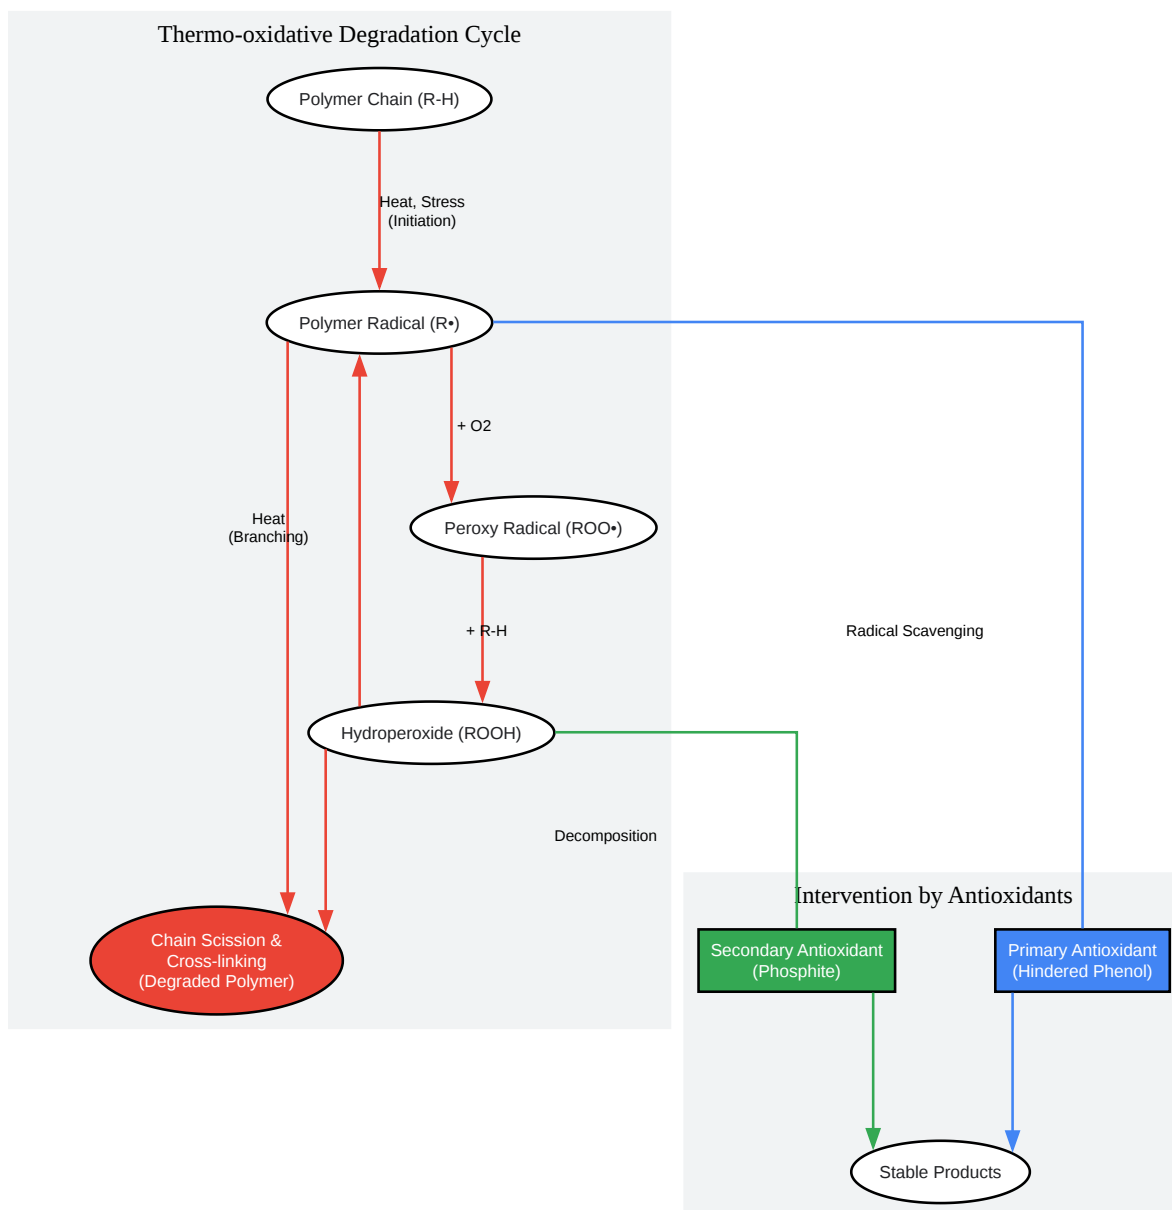 Thermo-oxidative Degradation Cycle
Polymer Chain (R-H)
Heat, Stress
(Initiation)
Polymer Radical (R•)
+ O2
Heat
(Branching)
Peroxy Radical (ROO•)
+ R-H
Radical Scavenging
Hydroperoxide (ROOH)
Decomposition
Intervention by Antioxidants
Chain Scission &
Cross-linking
(Degraded Polymer)
Secondary Antioxidant
(Phosphite)
Primary Antioxidant
(Hindered Phenol)
Stable Products